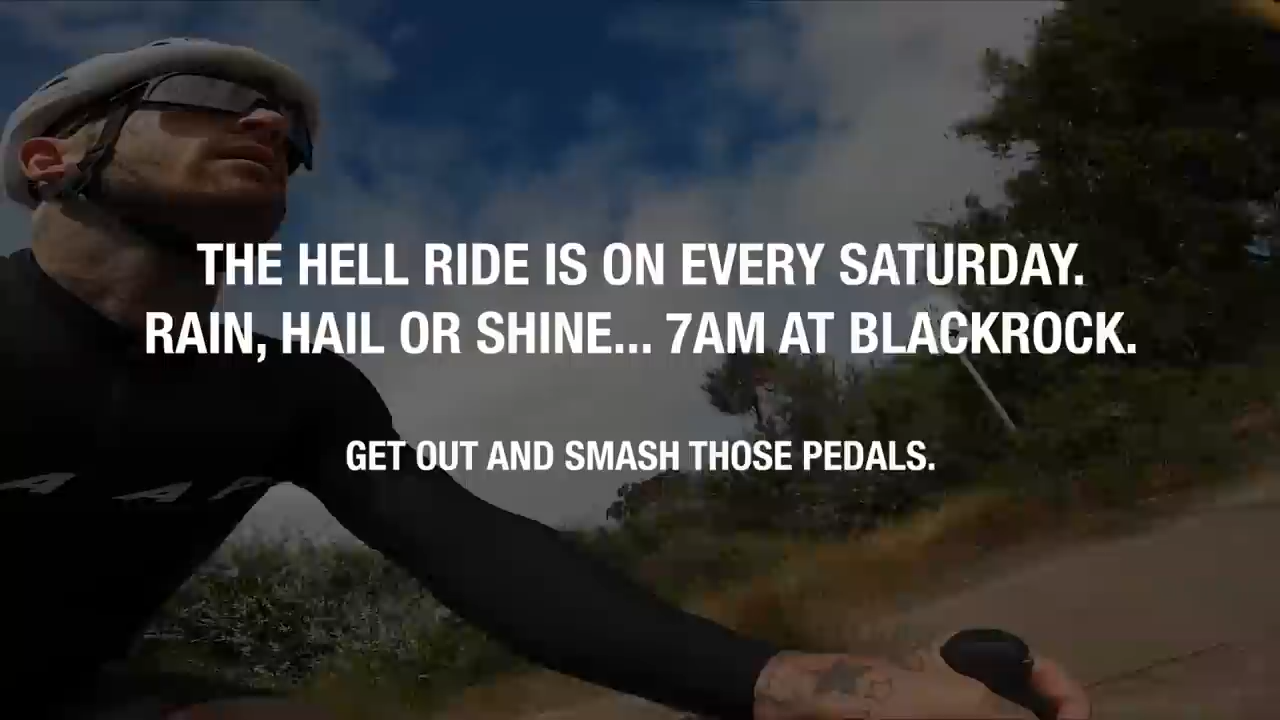 THE HELL RIDE IS ON EVERY SATURDAY.
RAIN, HAIL OR SHINE... 7AM AT BLACKROCK.
GET OUT AND SMASH THOSE PEDALS.